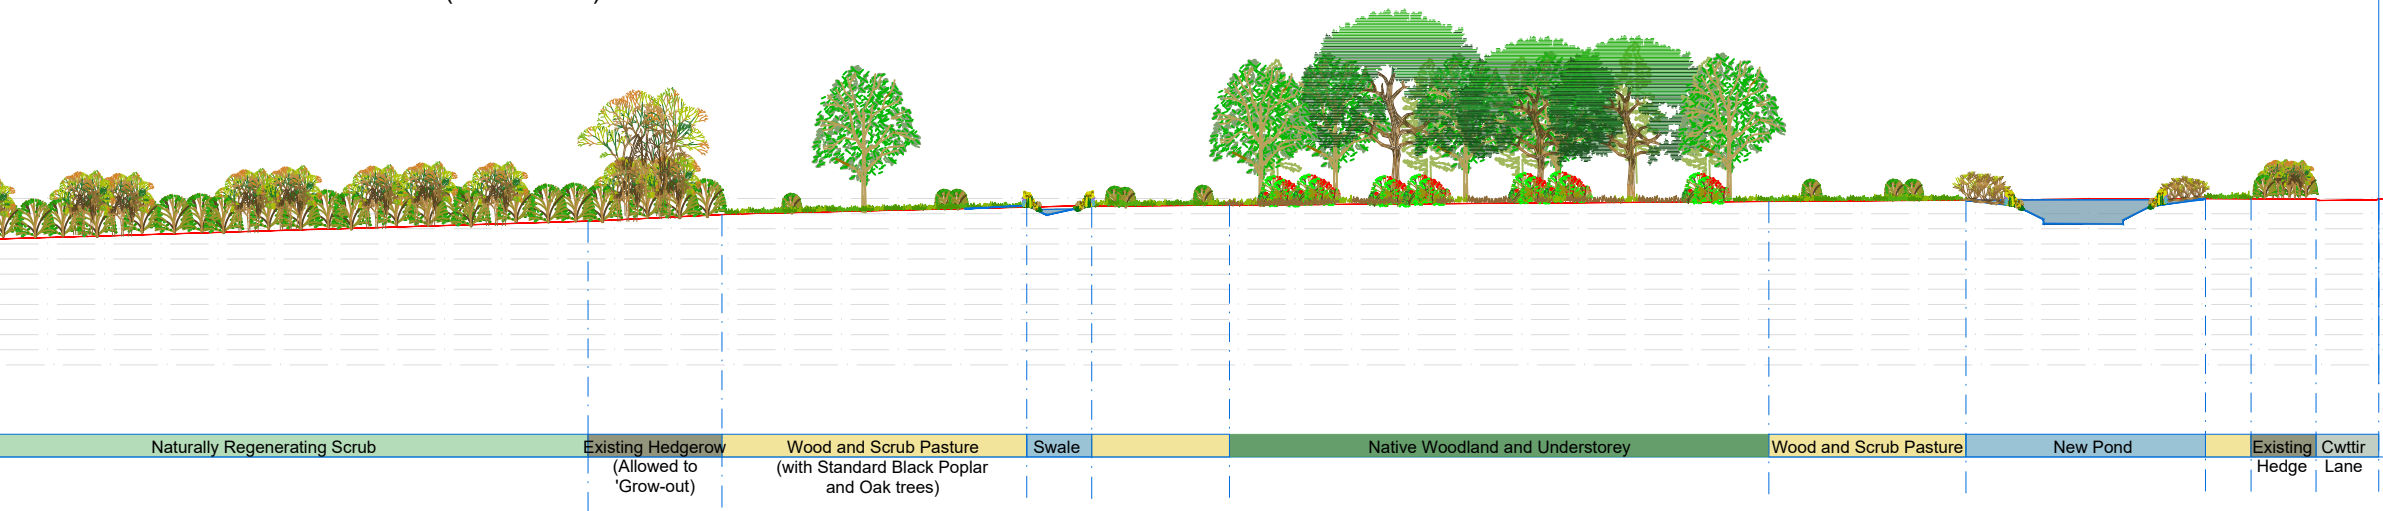 Naturally Regenerating Scrub
Existing Hedgerow
(Allowed to
'Grow-out)
Wood and Scrub Pasture
(with Standard Black Poplar
and Oak trees)
Swale
Native Woodland and Understorey
Wood and Scrub Pasture
New Pond
Existing
Hedge
Cwttir
Lane